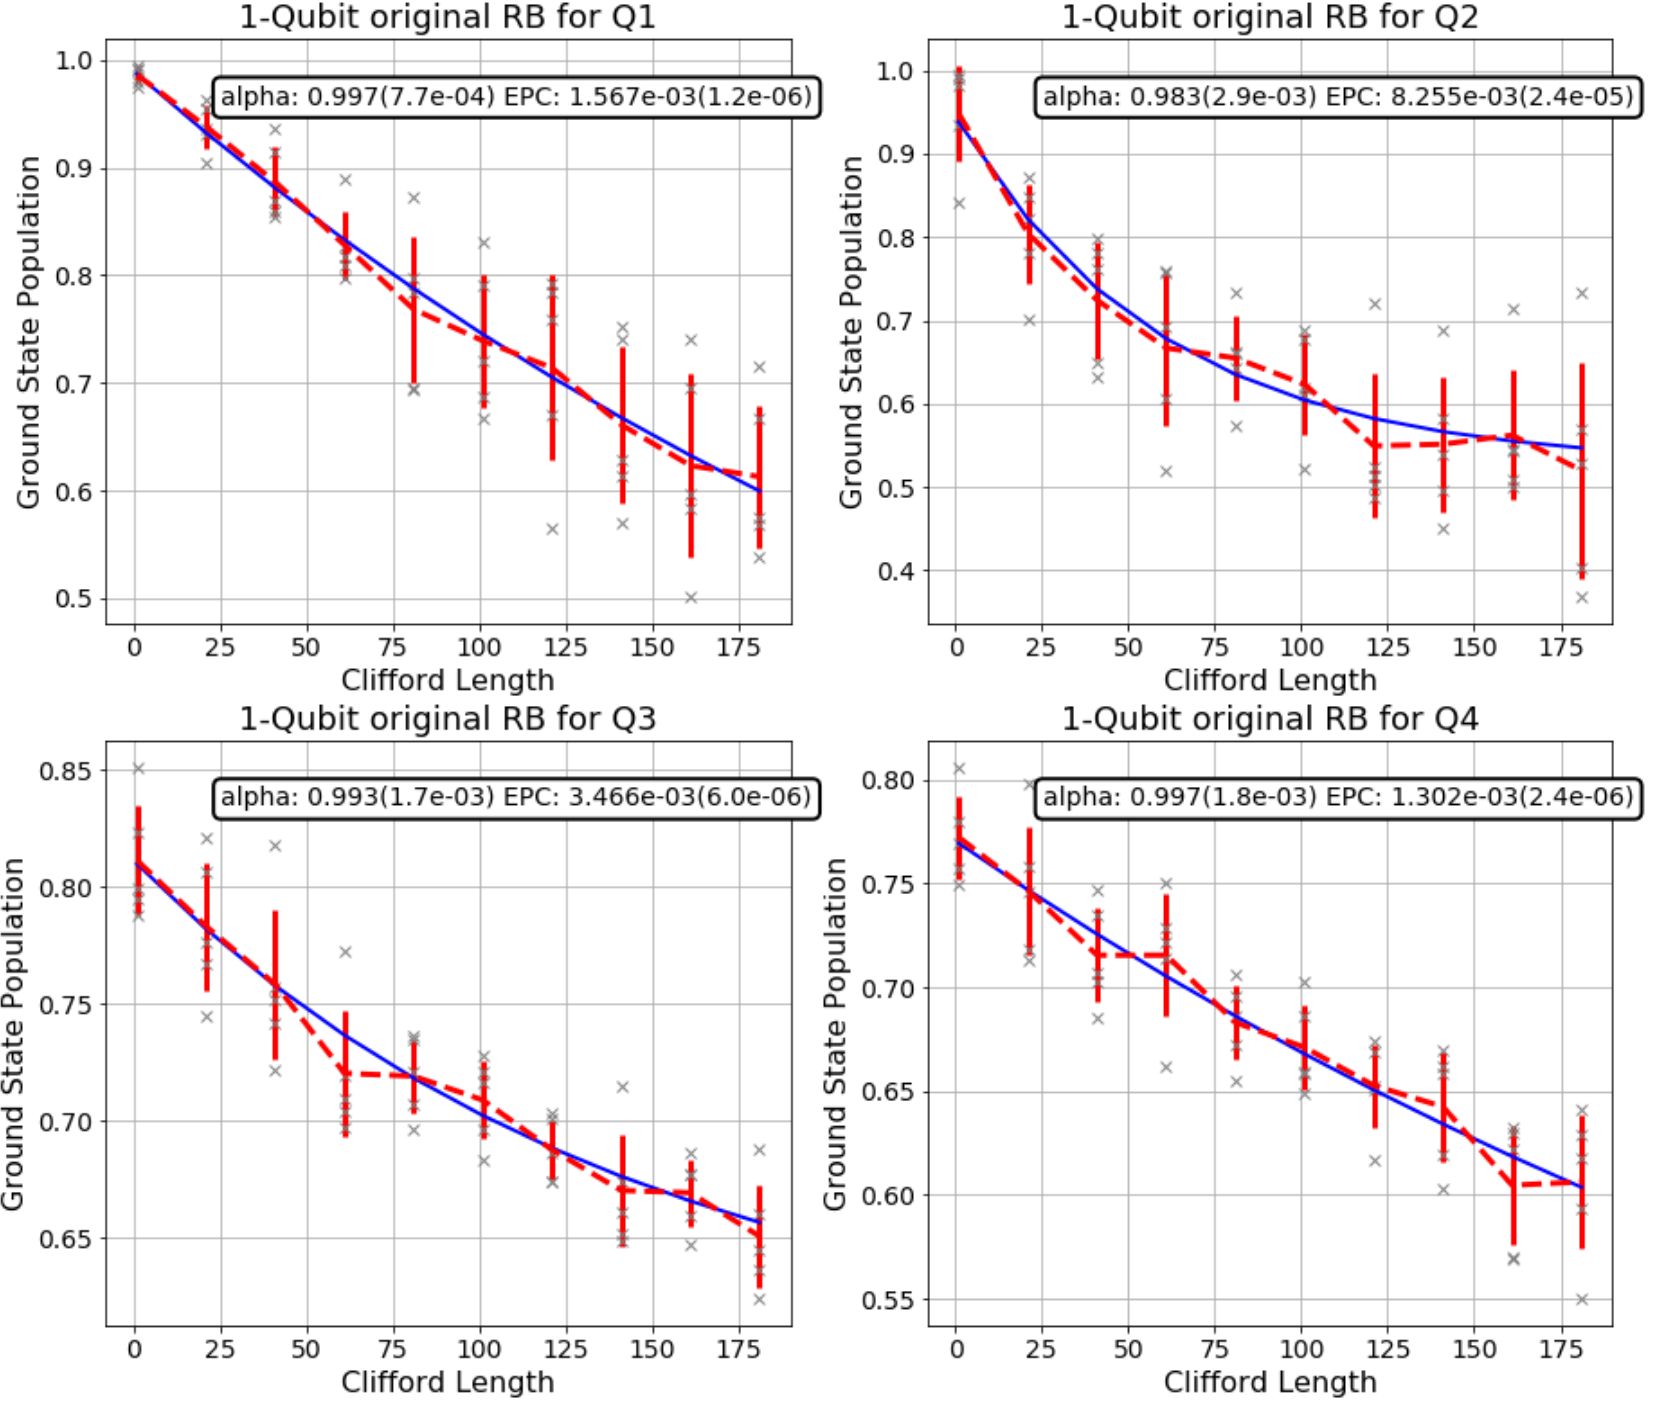 1-Qubit original RB for Q1
alpha: 0.997(7.7e-04) EPC: 1.567e-03(1.2e-06)
Ground State Population
1.0
0.9
0.8
0.7
0.6
0.5
0 25 50 75 100 125 150 175
Clifford Length
1-Qubit original RB for Q2
alpha: 0.983(2.9e-03) EPC: 8.255e-03(2.4e-05)
Ground State Population
1.0
0.9
0.8
0.7
0.6
0.5
0.4
0 25 50 75 100 125 150 175
Clifford Length
1-Qubit original RB for Q3
alpha: 0.993(1.7e-03) EPC: 3.466e-03(6.0e-06)
Ground State Population
0.85
0.80
0.75
0.70
0.65
0 25 50 75 100 125 150 175
Clifford Length
1-Qubit original RB for Q4
alpha: 0.997(1.8e-03) EPC: 1.302e-03(2.4e-06)
Ground State Population
0.80
0.75
0.70
0.65
0.60
0.55
0 25 50 75 100 125 150 175
Clifford Length